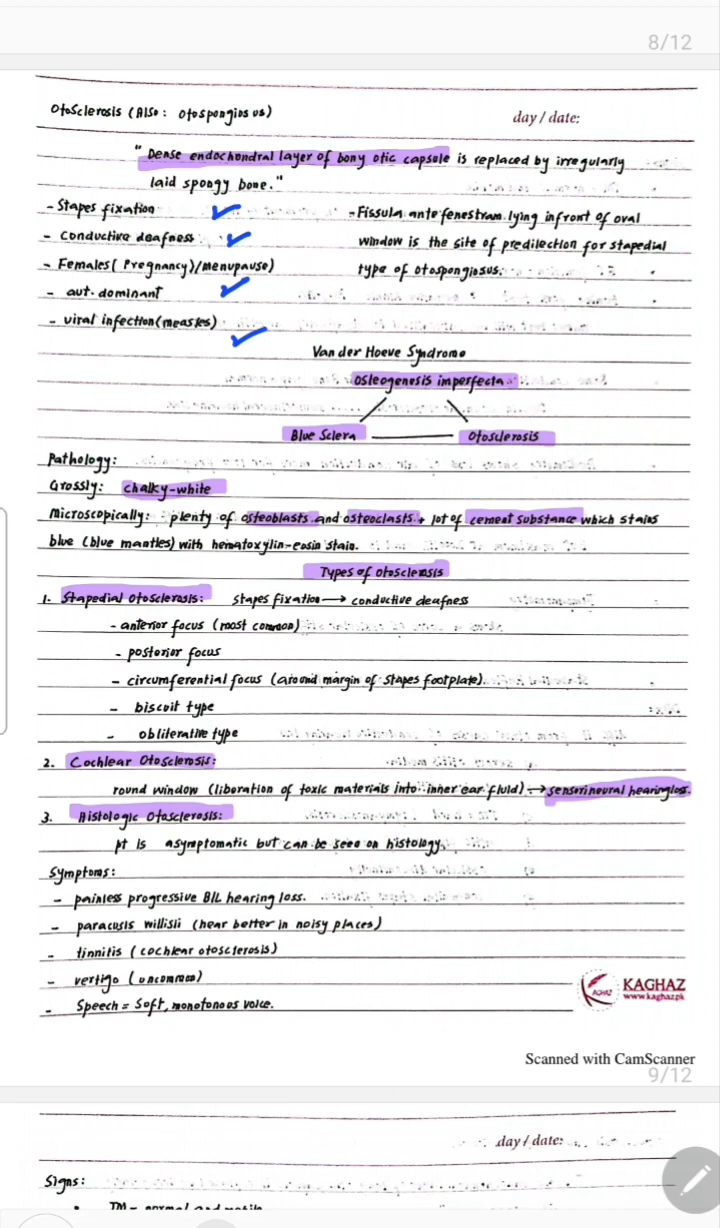 8/12
Otosclerosis (Also: Otospongiosus)
day / date:
"Dense endochondral layer of bony otic capsule is replaced by irregularly
laid spongy bone."
- Stapes fixation
- Conductive deafness
- Females (Pregnancy)/menupause)
- aut. dominant
- viral infection (measles)
- Fissula ante fenestram lying infront of oval
window is the site of predilection for stapedial
type of otospongiosus.
Van der Hoeve Syndrome
osteogenesis imperfecta
Blue Sclera
Otosclerosis
Pathology:
Grossly: chalky-white
Microscopically: plenty of osteoblasts and osteoclasts + lot of cement substance which stains
blue (blue mantles) with hematoxylin-eosin stain.
Types of otosclerosis
1. Stapedial Otosclerosis: Stapes fixation → conductive deafness
- anterior focus (most common)
- posterior focus
- circumferential focus (around margin of stapes footplate).
- biscuit type
- obliterative type
2. Cochlear Otosclerosis:
round window (liberation of toxic materials into inner ear fluid) → sensorineural hearing loss.
3. Histologic Otosclerosis:
pt is asymptomatic but can be seen on histology.
Symptoms:
- painless progressive B/L hearing loss.
- paracusis willisii (hear better in noisy places)
- tinnitis (cochlear otosclerosis)
- vertigo (uncommon)
- Speech = Soft, monotonous voice.
KAGHAZ
www.kaghaz.pk
Scanned with CamScanner
9/12
day / date:
Signs:
TM - normal and mobile